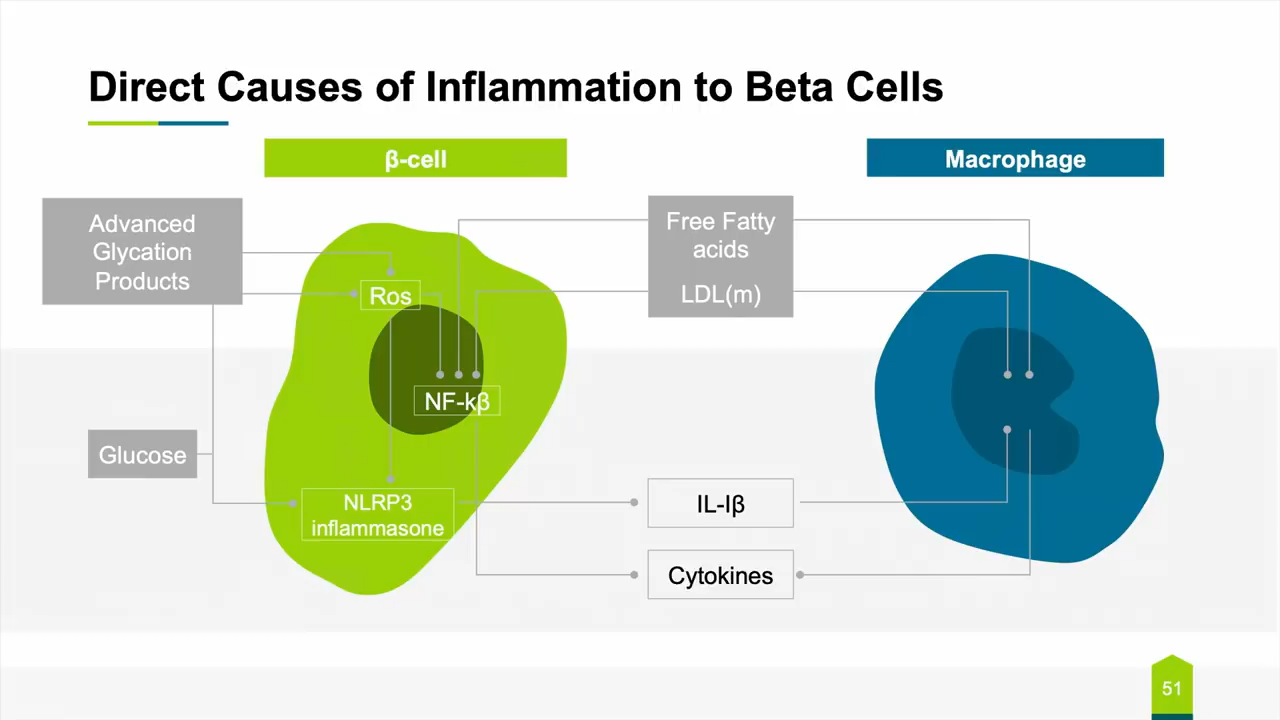 Direct Causes of Inflammation to Beta Cells
β-cell
Macrophage
Advanced
Glycation
Products
Free Fatty
acids
LDL(m)
Ros
NF-kβ
Glucose
NLRP3
inflammasone
IL-Iβ
Cytokines
51